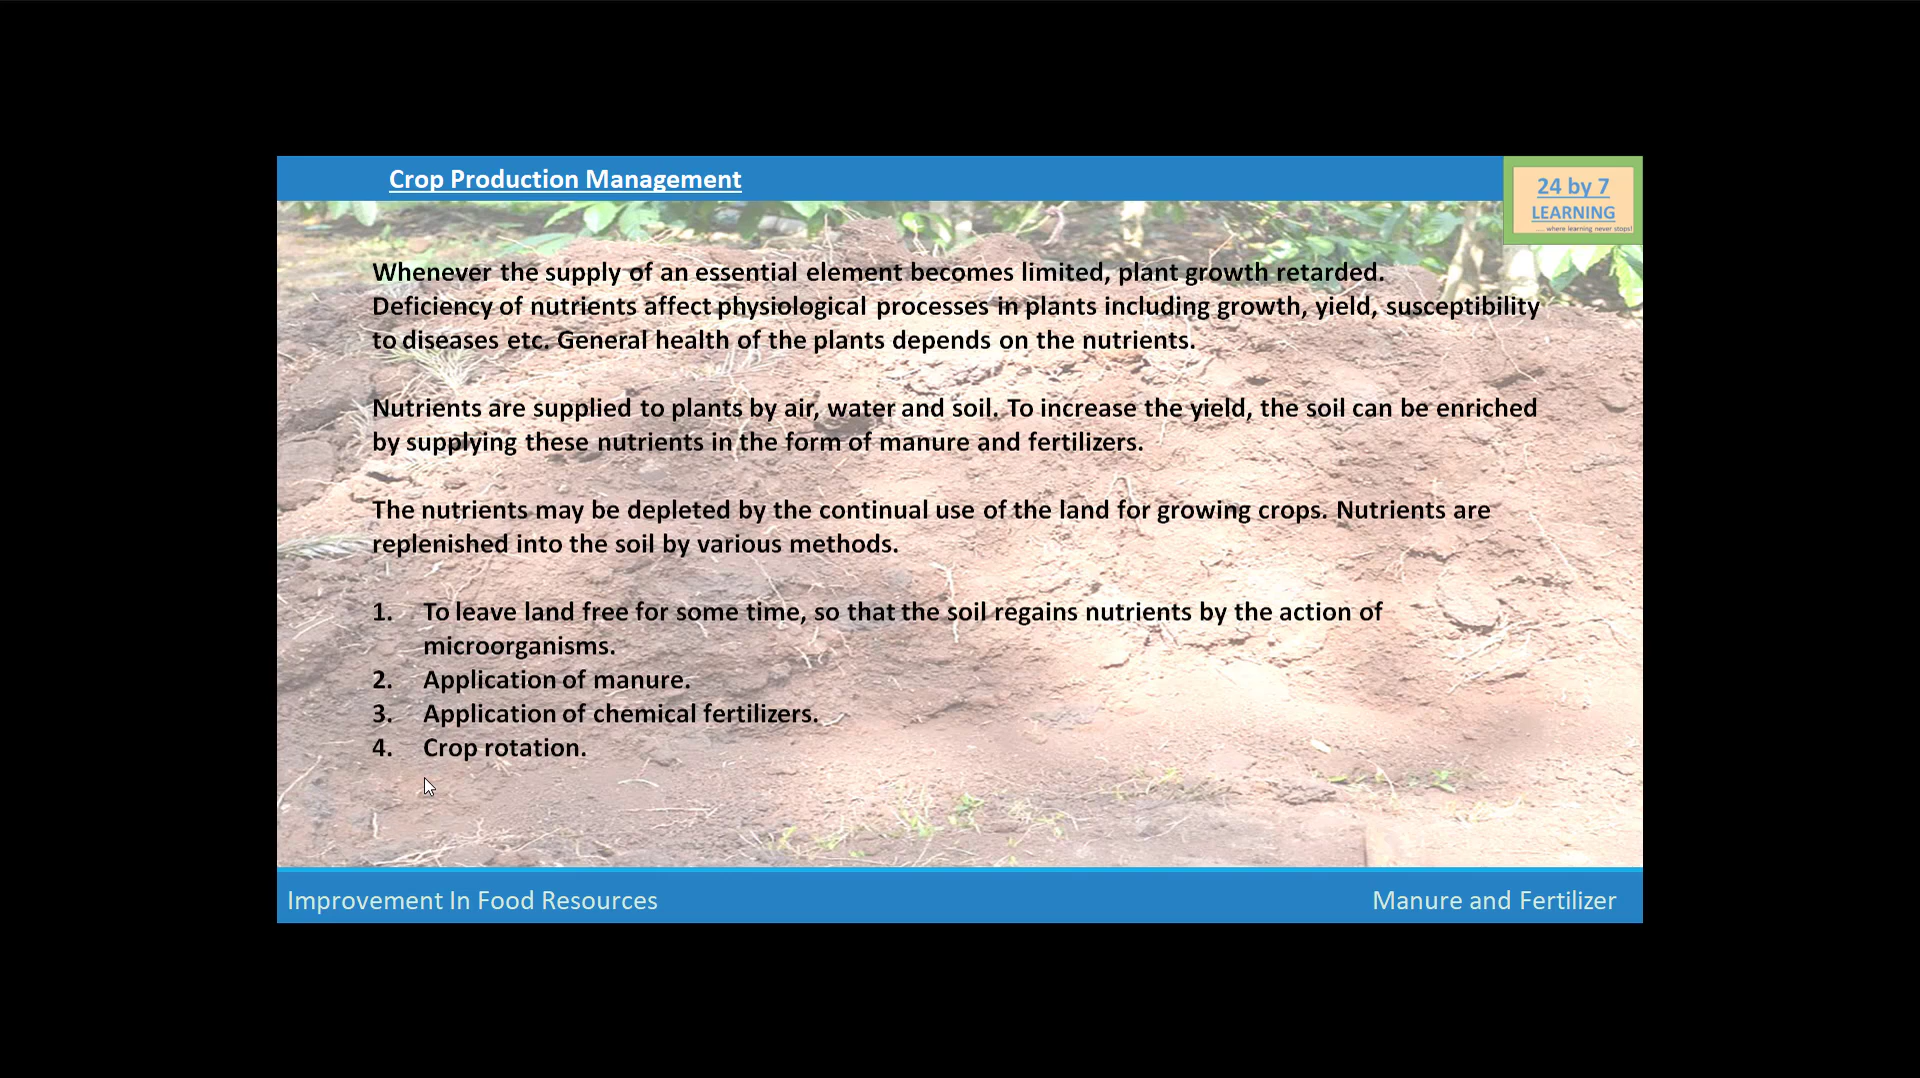 Crop Production Management
24 by 7
LEARNING
.... where learning never stops!
Whenever the supply of an essential element becomes limited, plant growth retarded.
Deficiency of nutrients affect physiological processes in plants including growth, yield, susceptibility
to diseases etc. General health of the plants depends on the nutrients.
Nutrients are supplied to plants by air, water and soil. To increase the yield, the soil can be enriched
by supplying these nutrients in the form of manure and fertilizers.
The nutrients may be depleted by the continual use of the land for growing crops. Nutrients are
replenished into the soil by various methods.
1. To leave land free for some time, so that the soil regains nutrients by the action of
microorganisms.
2. Application of manure.
3. Application of chemical fertilizers.
4. Crop rotation.
Improvement In Food Resources
Manure and Fertilizer